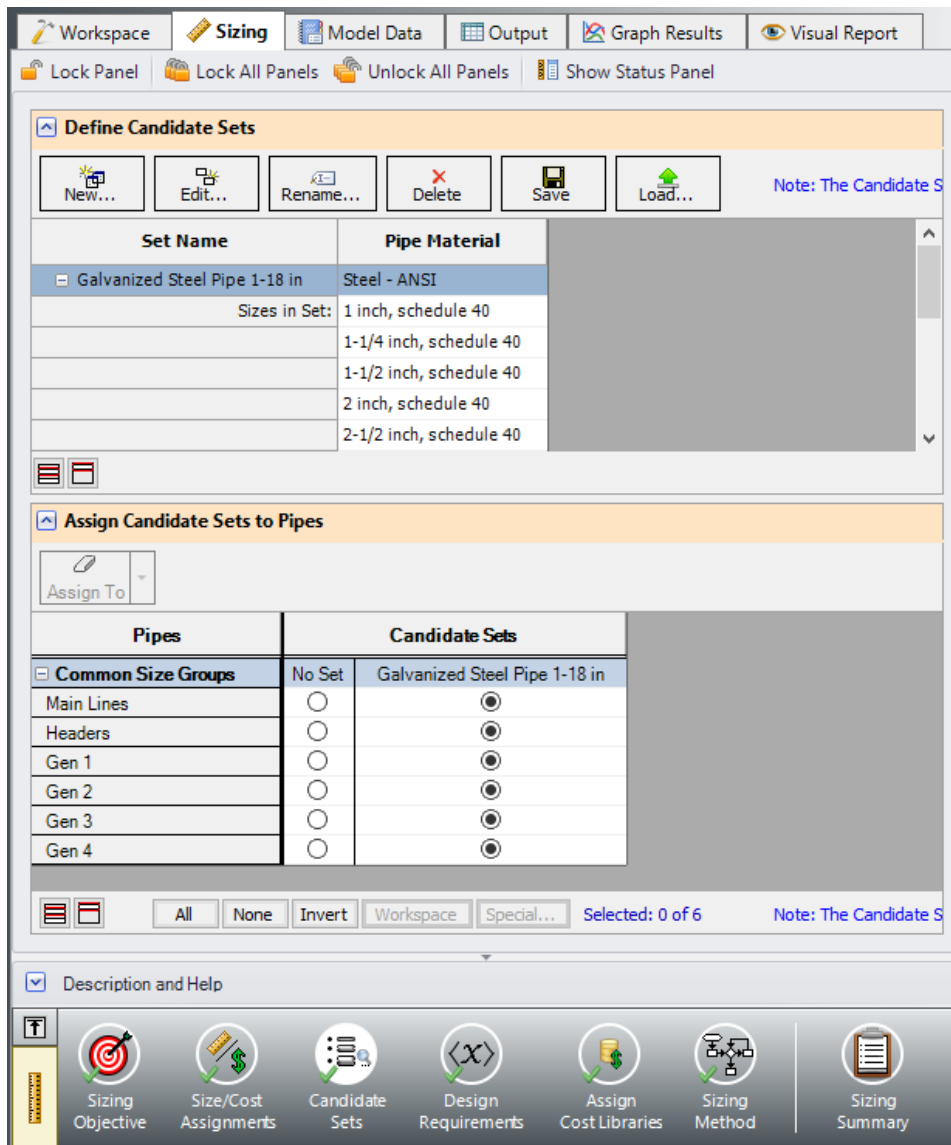 Workspace Sizing Model Data Output Graph Results Visual Report
Lock Panel Lock All Panels Unlock All Panels Show Status Panel
Define Candidate Sets
New... Edit... Rename... Delete Save Load... Note: The Candidate S
Set Name Pipe Material
Galvanized Steel Pipe 1-18 in Steel - ANSI
Sizes in Set: 1 inch, schedule 40
1-1/4 inch, schedule 40
1-1/2 inch, schedule 40
2 inch, schedule 40
2-1/2 inch, schedule 40
Assign Candidate Sets to Pipes
Assign To
Pipes Candidate Sets
Common Size Groups No Set Galvanized Steel Pipe 1-18 in
Main Lines
Headers
Gen 1
Gen 2
Gen 3
Gen 4
All None Invert Workspace Special... Selected: 0 of 6 Note: The Candidate S
Description and Help
Sizing Objective Size/Cost Assignments Candidate Sets Design Requirements Assign Cost Libraries Sizing Method Sizing Summary